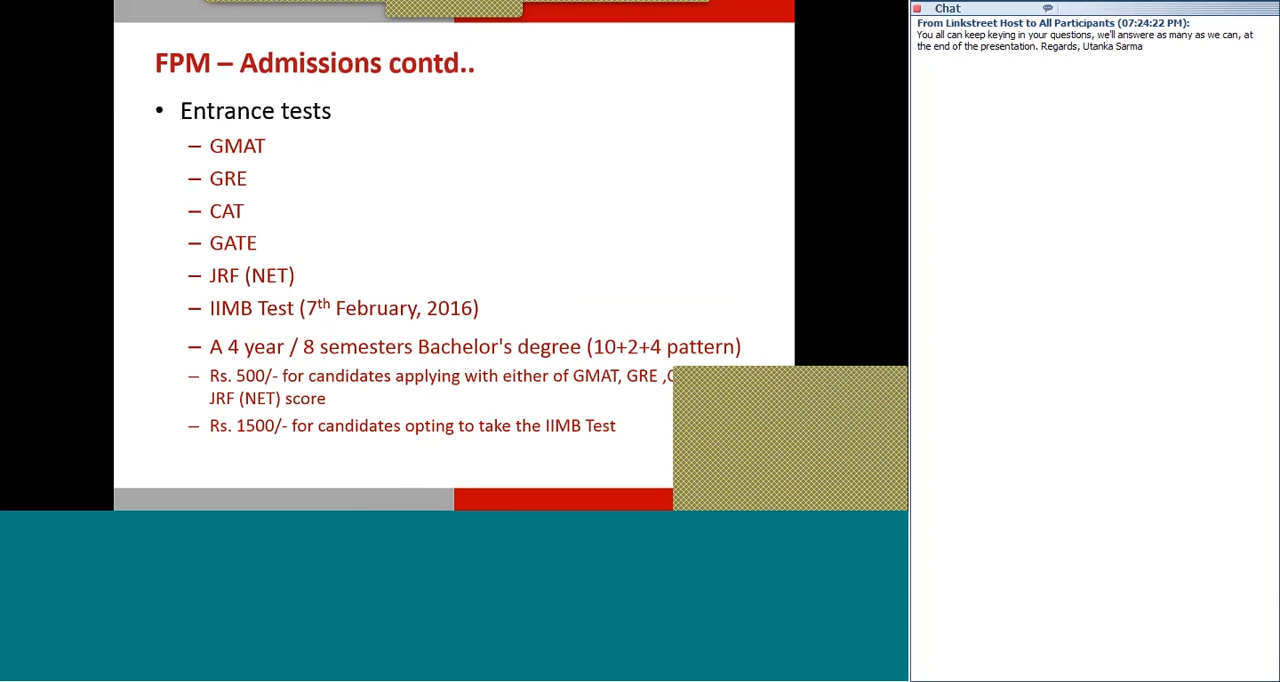 FPM – Admissions contd..
• Entrance tests
– GMAT
– GRE
– CAT
– GATE
– JRF (NET)
– IIMB Test (7th February, 2016)
– A 4 year / 8 semesters Bachelor's degree (10+2+4 pattern)
– Rs. 500/- for candidates applying with either of GMAT, GRE ,
JRF (NET) score
– Rs. 1500/- for candidates opting to take the IIMB Test
Chat
From Linkstreet Host to All Participants (07:24:22 PM):
You all can keep keying in your questions, we'll answere as many as we can, at
the end of the presentation. Regards, Utanka Sarma